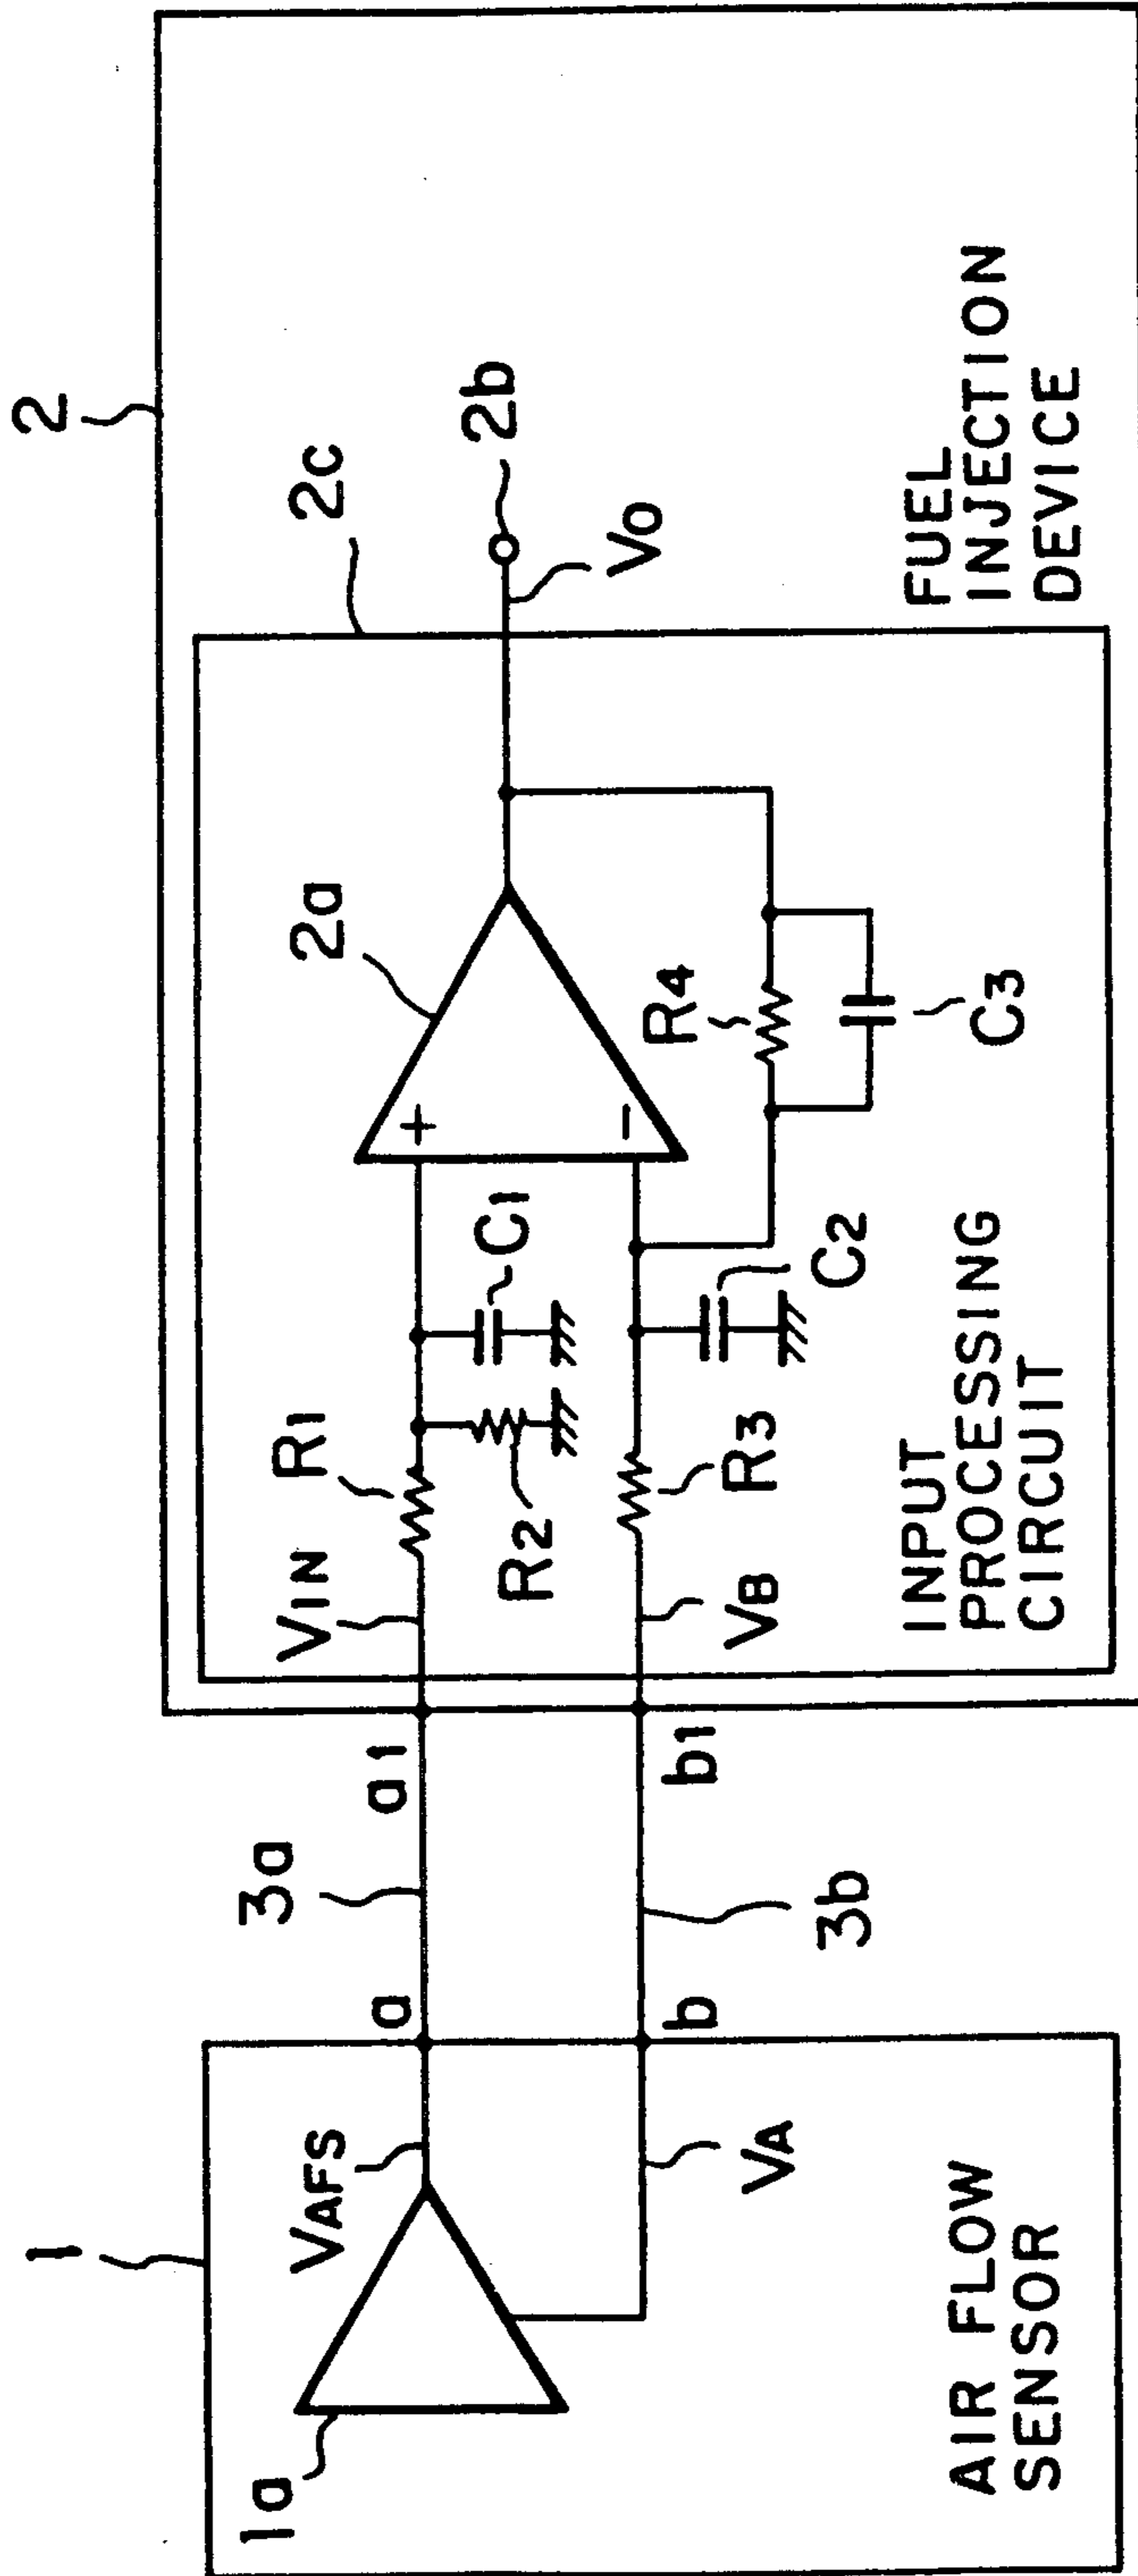 1
1a
VAFS
VA
AIR FLOW
SENSOR
a
b
3a
3b
a1
b1
2
2c
VIN
VB
R1
R2
R3
C1
C2
+
−
2a
R4
C3
2b
VO
INPUT
PROCESSING
CIRCUIT
FUEL
INJECTION
DEVICE